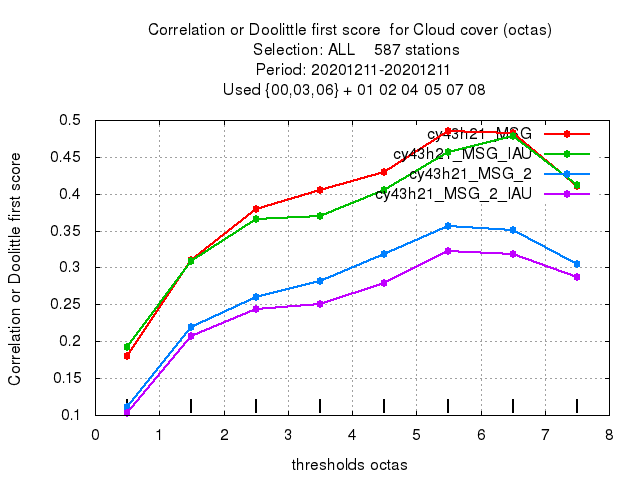 Correlation or Doolittle first score  for Cloud cover (octas)
Selection: ALL    587 stations
Period: 20201211-20201211
Used {00,03,06} + 01 02 04 05 07 08
Correlation or Doolittle first score
0.5
0.45
0.4
0.35
0.3
0.25
0.2
0.15
0.1
cy43h21_MSG
cy43h21_MSG_IAU
cy43h21_MSG_2
cy43h21_MSG_2_IAU
0 1 2 3 4 5 6 7 8
thresholds octas